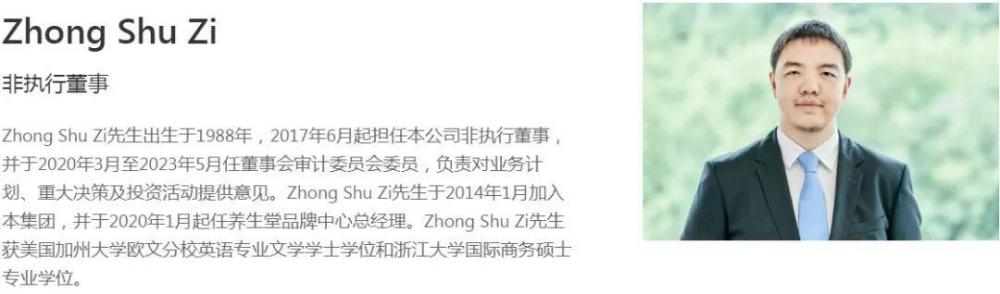 Zhong Shu Zi
非执行董事
Zhong Shu Zi先生出生于1988年，2017年6月起担任本公司非执行董事，
并于2020年3月至2023年5月任董事会审计委员会委员，负责对业务计
划、重大决策及投资活动提供意见。Zhong Shu Zi先生于2014年1月加入
本集团，并于2020年1月起任养生堂品牌中心总经理。Zhong Shu Zi先生
获美国加州大学欧文分校英语专业文学学士学位和浙江大学国际商务硕士
专业学位。